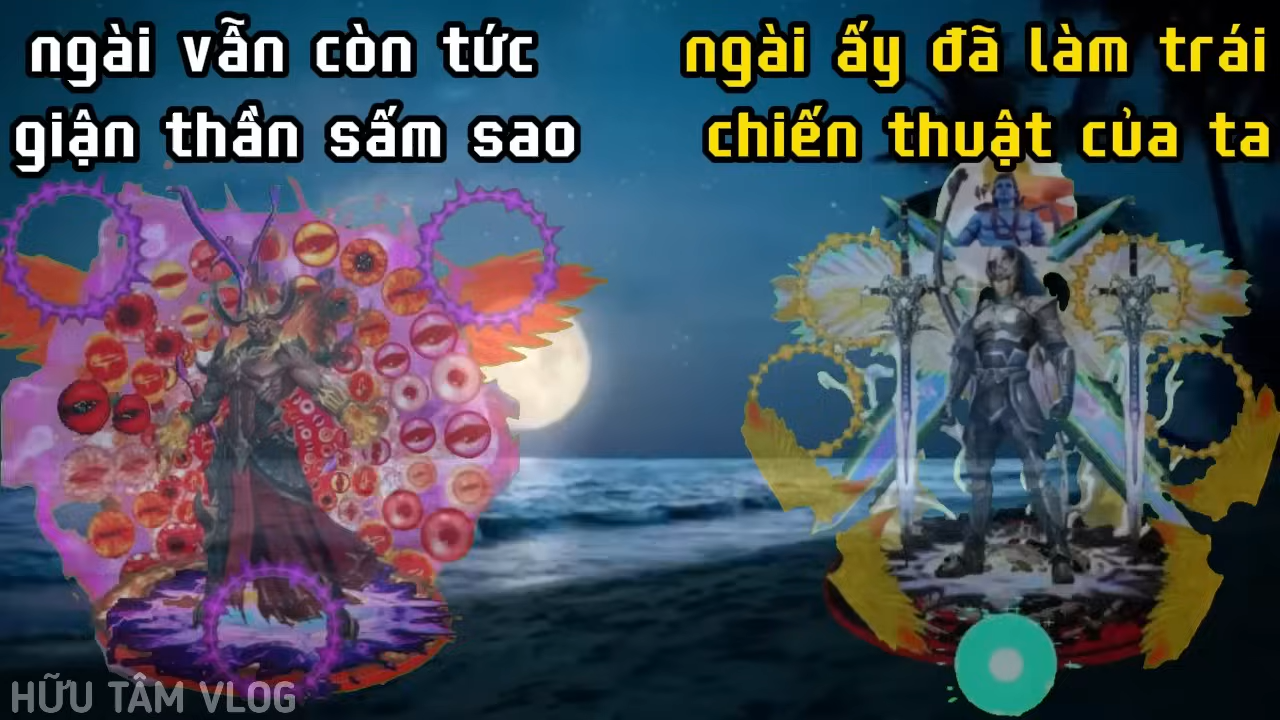 ngài vẫn còn tức
giận thần sấm sao
ngài ấy đã làm trái
chiến thuật của ta
HỮU TÂM VLOG